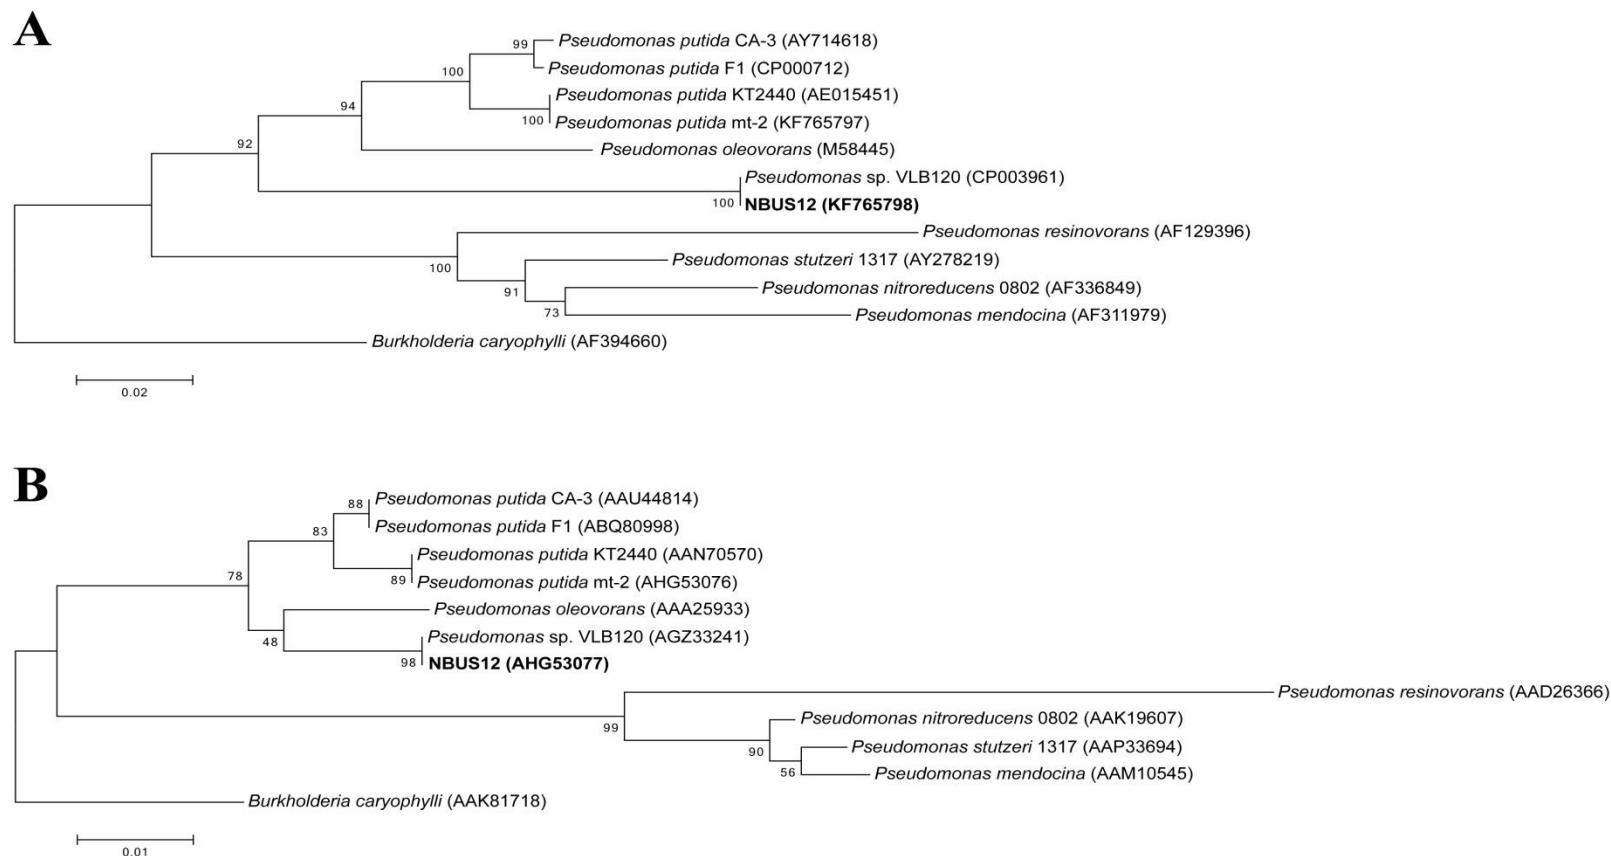 A
99 Pseudomonas putida CA-3 (AY714618)
Pseudomonas putida F1 (CP000712)
100
Pseudomonas putida KT2440 (AE015451)
94
100 Pseudomonas putida mt-2 (KF765797)
92
Pseudomonas oleovorans (M58445)
Pseudomonas sp. VLB120 (CP003961)
100 NBUS12 (KF765798)
Pseudomonas resinovorans (AF129396)
100
Pseudomonas stutzeri 1317 (AY278219)
91
Pseudomonas nitroreducens 0802 (AF336849)
73
Pseudomonas mendocina (AF311979)
Burkholderia caryophylli (AF394660)
0.02
B
88 Pseudomonas putida CA-3 (AAU44814)
Pseudomonas putida F1 (ABQ80998)
83
Pseudomonas putida KT2440 (AAN70570)
78
89 Pseudomonas putida mt-2 (AHG53076)
Pseudomonas oleovorans (AAA25933)
48
Pseudomonas sp. VLB120 (AGZ33241)
98 NBUS12 (AHG53077)
Pseudomonas resinovorans (AAD26366)
99
Pseudomonas nitroreducens 0802 (AAK19607)
90
Pseudomonas stutzeri 1317 (AAP33694)
56
Pseudomonas mendocina (AAM10545)
Burkholderia caryophylli (AAK81718)
0.01